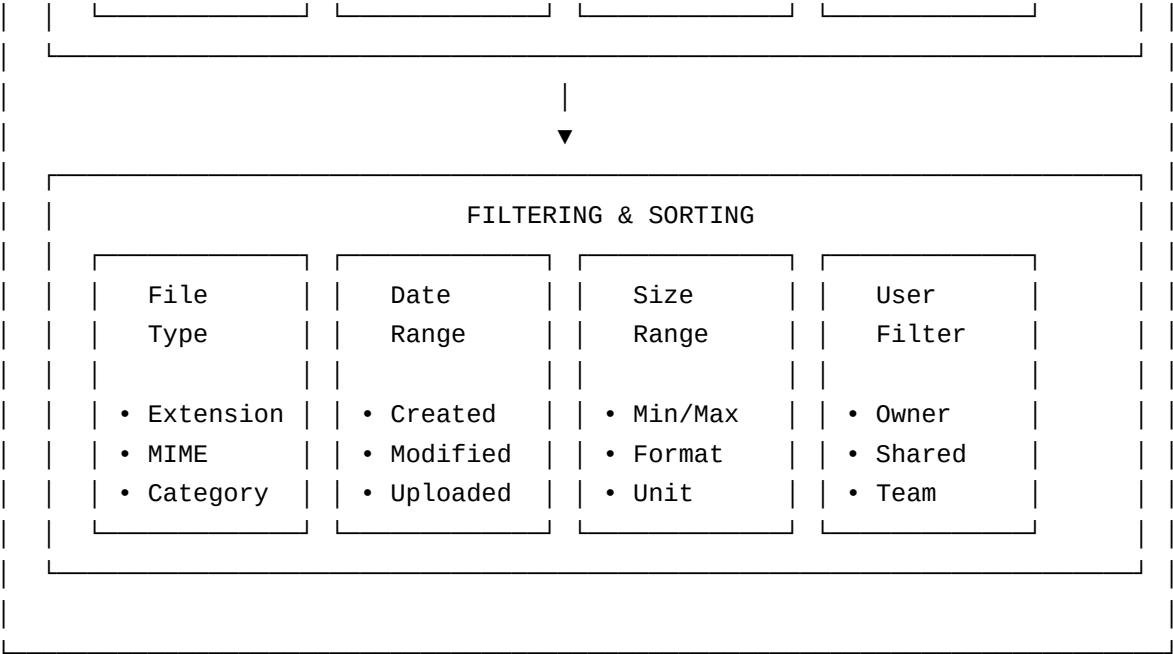 FILTERING & SORTING
File Date Size User
Type Range Range Filter
• Extension • Created • Min/Max • Owner
• MIME • Modified • Format • Shared
• Category • Uploaded • Unit • Team